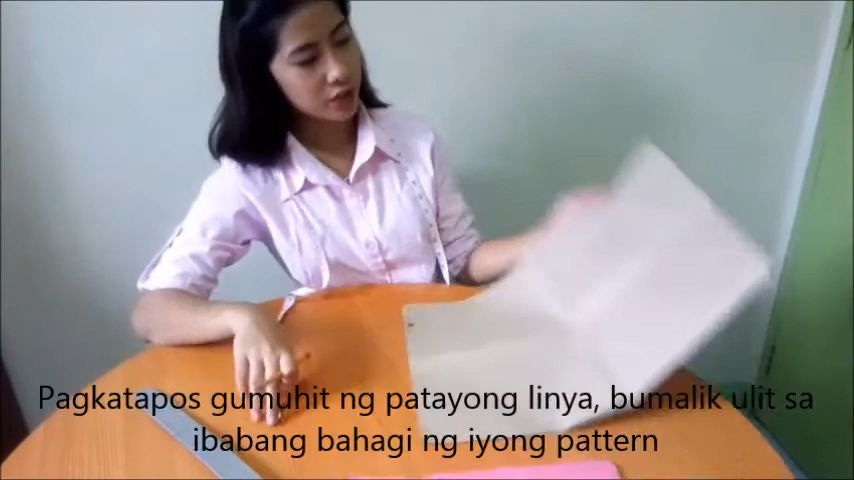 Pagkatapos gumuhit ng patayong linya, bumalik ulit sa
ibabang bahagi ng iyong pattern